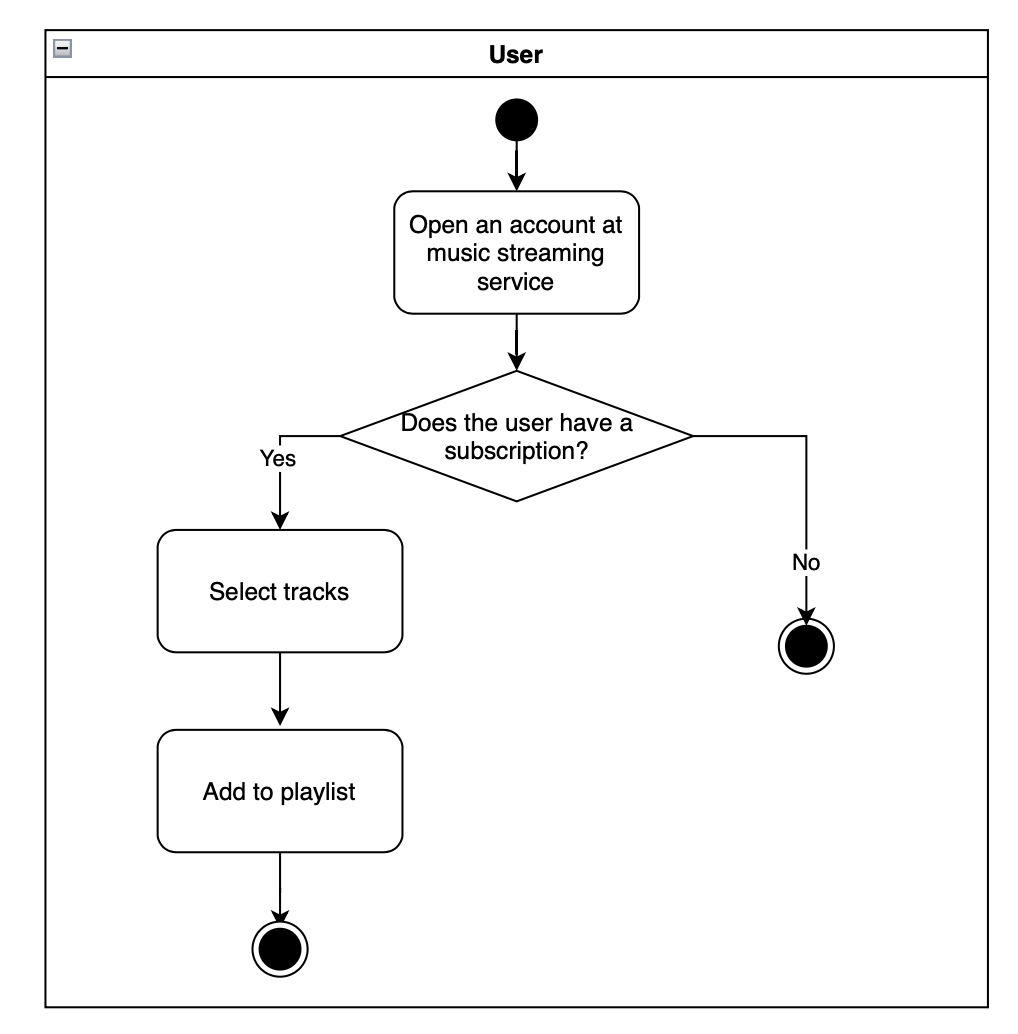 User
Open an account at
music streaming
service
Does the user have a
subscription?
Yes
No
Select tracks
Add to playlist